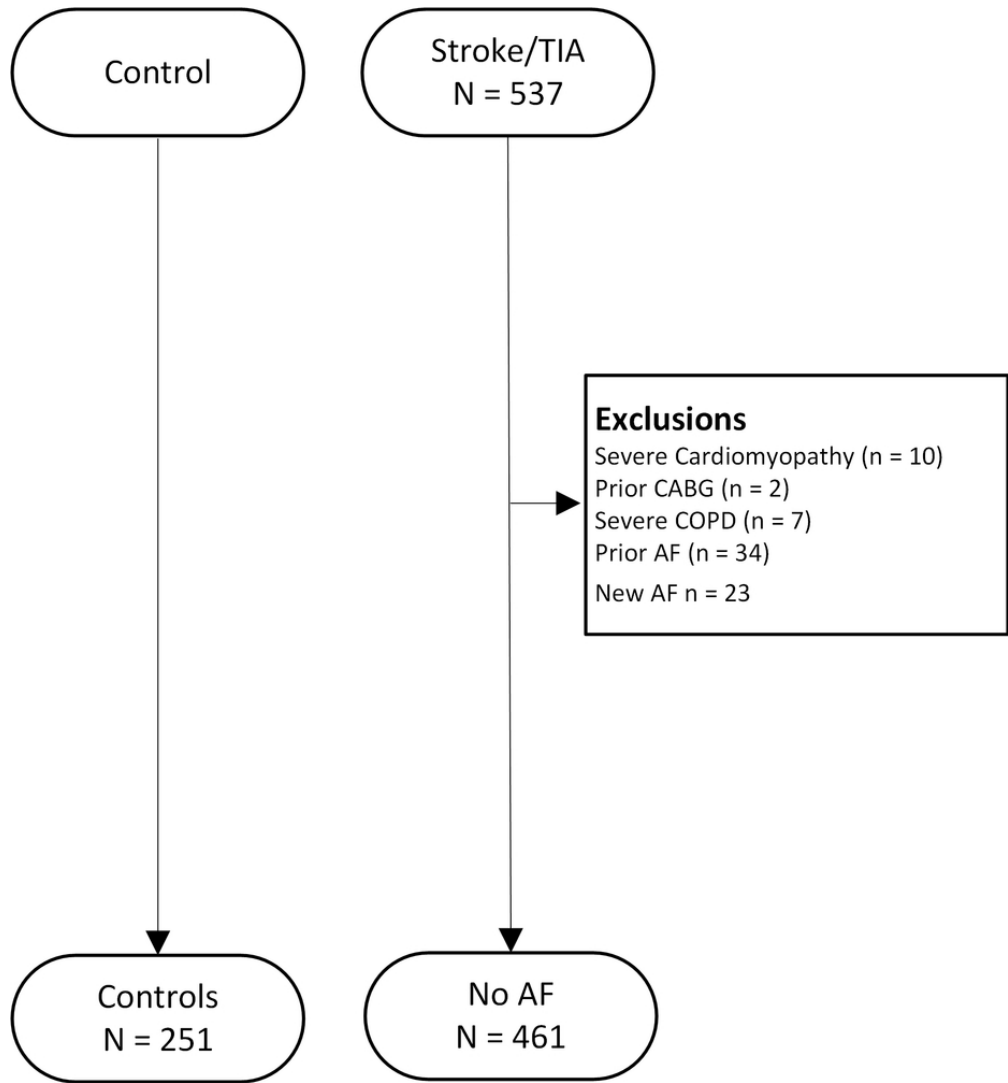 Control
Stroke/TIA
N = 537
Exclusions
Severe Cardiomyopathy (n = 10)
Prior CABG (n = 2)
Severe COPD (n = 7)
Prior AF (n = 34)
New AF n = 23
Controls
N = 251
No AF
N = 461